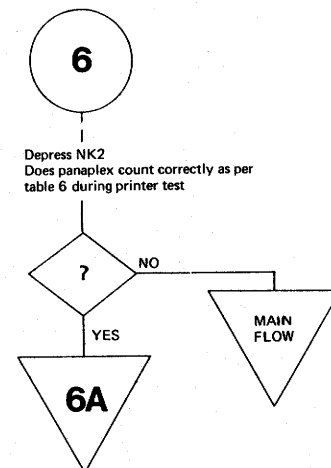 6
Depress NK2
Does panaplex count correctly as per
table 6 during printer test
?
NO
YES
MAIN
FLOW
6A